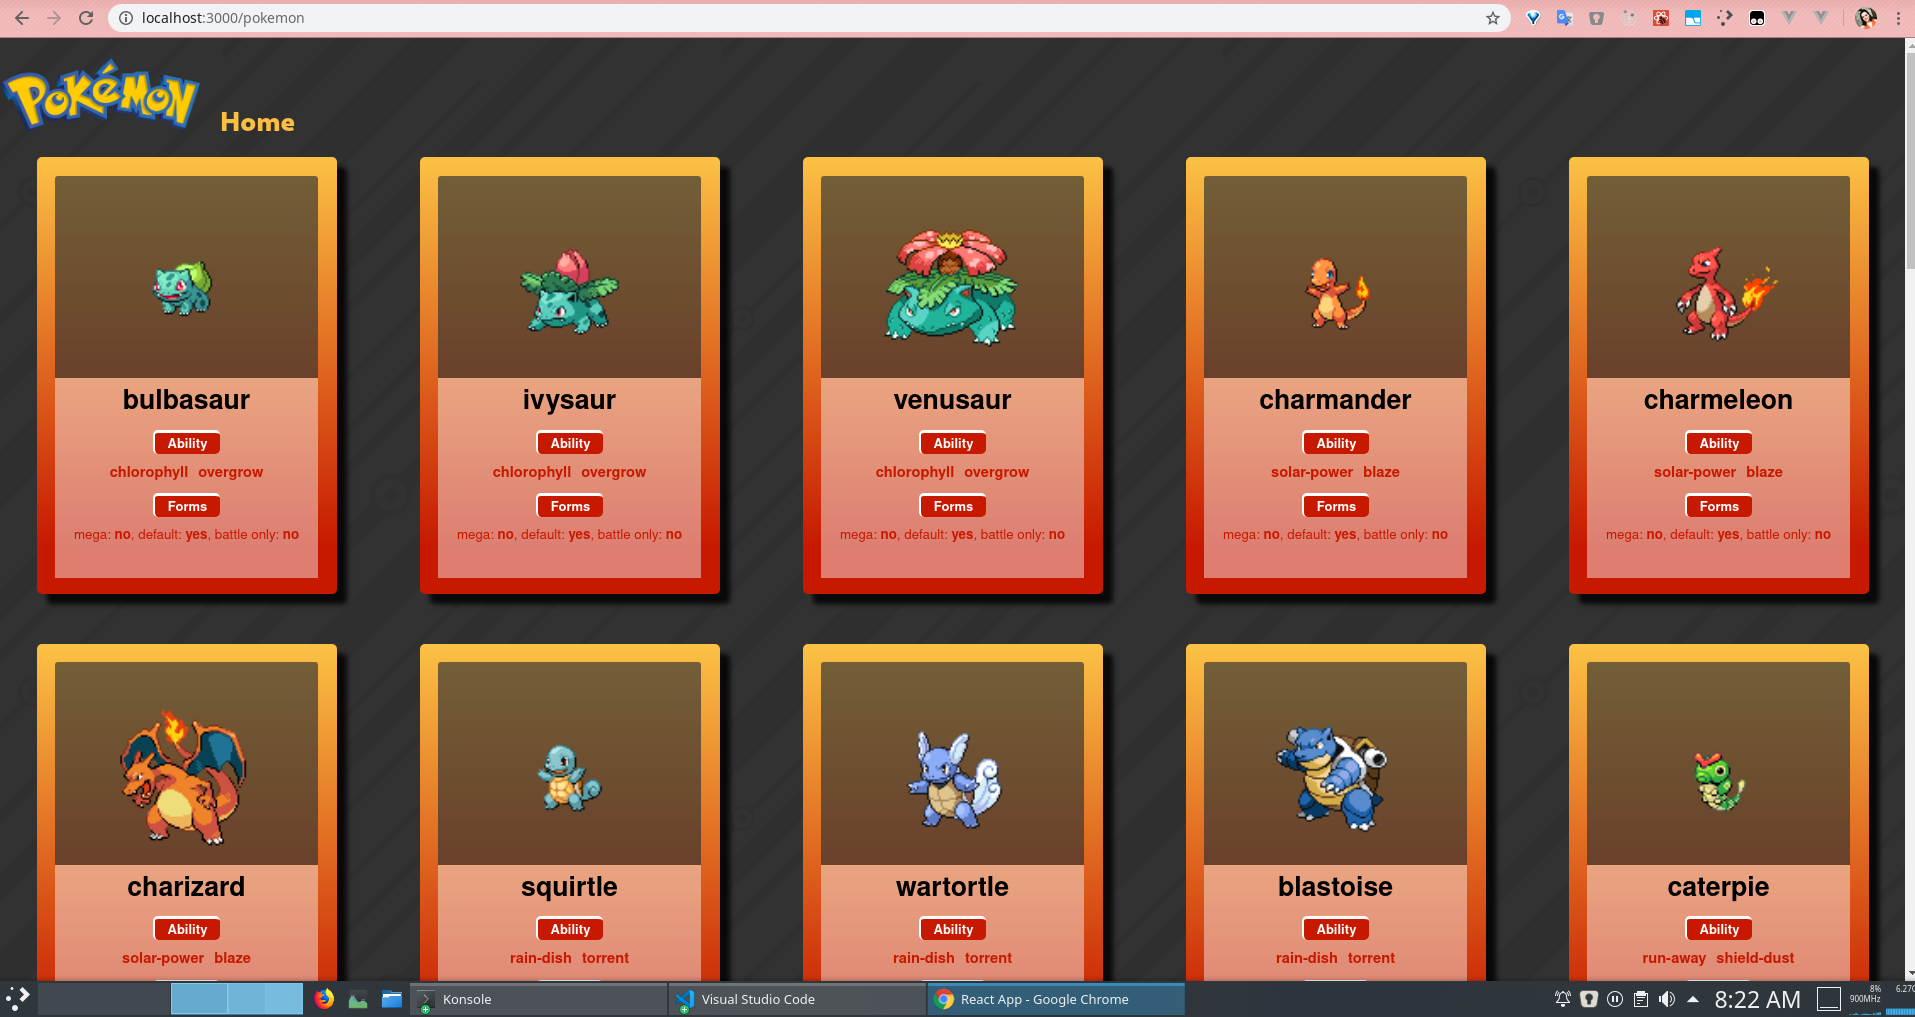 localhost:3000/pokemon
POKéMON
Home
bulbasaur
Ability
chlorophyll overgrow
Forms
mega: no, default: yes, battle only: no
ivysaur
Ability
chlorophyll overgrow
Forms
mega: no, default: yes, battle only: no
venusaur
Ability
chlorophyll overgrow
Forms
mega: no, default: yes, battle only: no
charmander
Ability
solar-power blaze
Forms
mega: no, default: yes, battle only: no
charmeleon
Ability
solar-power blaze
Forms
mega: no, default: yes, battle only: no
charizard
Ability
solar-power blaze
squirtle
Ability
rain-dish torrent
wartortle
Ability
rain-dish torrent
blastoise
Ability
rain-dish torrent
caterpie
Ability
run-away shield-dust
Konsole
Visual Studio Code
React App - Google Chrome
8:22 AM
8%
900MHz